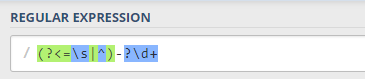 REGULAR EXPRESSION
/ (?<=\s|^)-?\d+